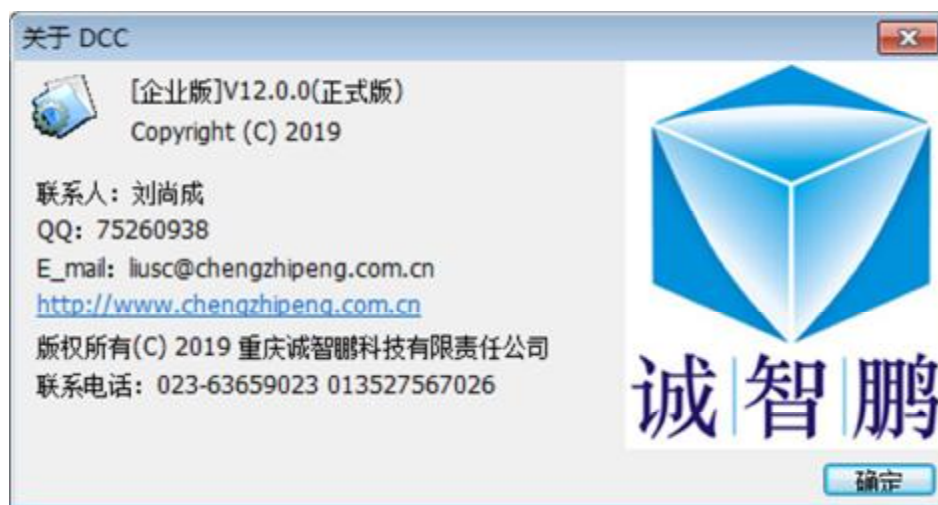 关于 DCC
[企业版]V12.0.0(正式版)
Copyright (C) 2019
联系人：刘尚成
QQ：75260938
E_mail：liusc@chengzhipeng.com.cn
http://www.chengzhipeng.com.cn
版权所有(C) 2019 重庆诚智鹏科技有限责任公司
联系电话：023-63659023 013527567026
诚智鹏
确定